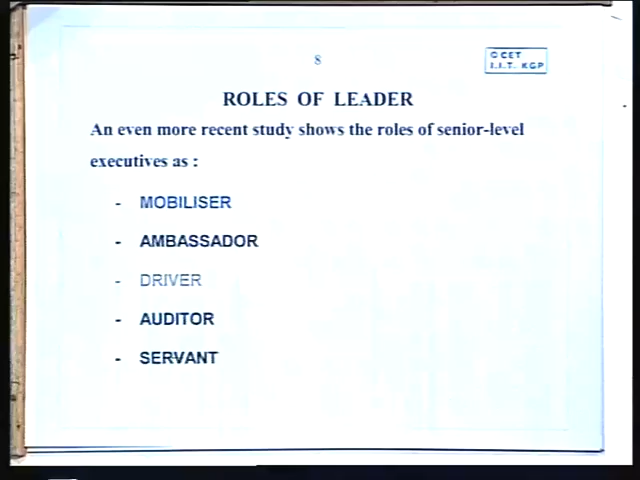 8
© CET
I.I.T. KGP
ROLES OF LEADER
An even more recent study shows the roles of senior-level
executives as :
- MOBILISER
- AMBASSADOR
- DRIVER
- AUDITOR
- SERVANT